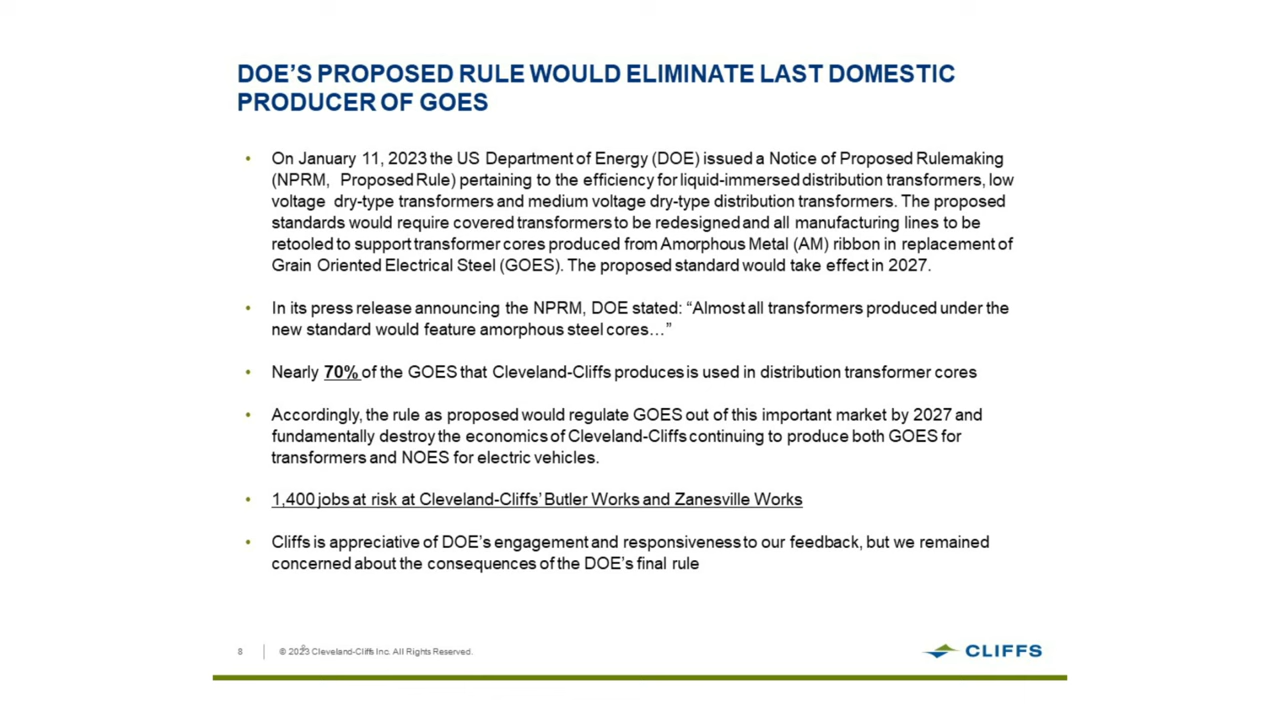 DOE’S PROPOSED RULE WOULD ELIMINATE LAST DOMESTIC
PRODUCER OF GOES
• On January 11, 2023 the US Department of Energy (DOE) issued a Notice of Proposed Rulemaking
(NPRM, Proposed Rule) pertaining to the efficiency for liquid-immersed distribution transformers, low
voltage dry-type transformers and medium voltage dry-type distribution transformers. The proposed
standards would require covered transformers to be redesigned and all manufacturing lines to be
retooled to support transformer cores produced from Amorphous Metal (AM) ribbon in replacement of
Grain Oriented Electrical Steel (GOES). The proposed standard would take effect in 2027.
• In its press release announcing the NPRM, DOE stated: “Almost all transformers produced under the
new standard would feature amorphous steel cores…”
• Nearly 70% of the GOES that Cleveland-Cliffs produces is used in distribution transformer cores
• Accordingly, the rule as proposed would regulate GOES out of this important market by 2027 and
fundamentally destroy the economics of Cleveland-Cliffs continuing to produce both GOES for
transformers and NOES for electric vehicles.
• 1,400 jobs at risk at Cleveland-Cliffs’ Butler Works and Zanesville Works
• Cliffs is appreciative of DOE’s engagement and responsiveness to our feedback, but we remained
concerned about the consequences of the DOE’s final rule
8 © 2023 Cleveland-Cliffs Inc. All Rights Reserved.
CLIFFS